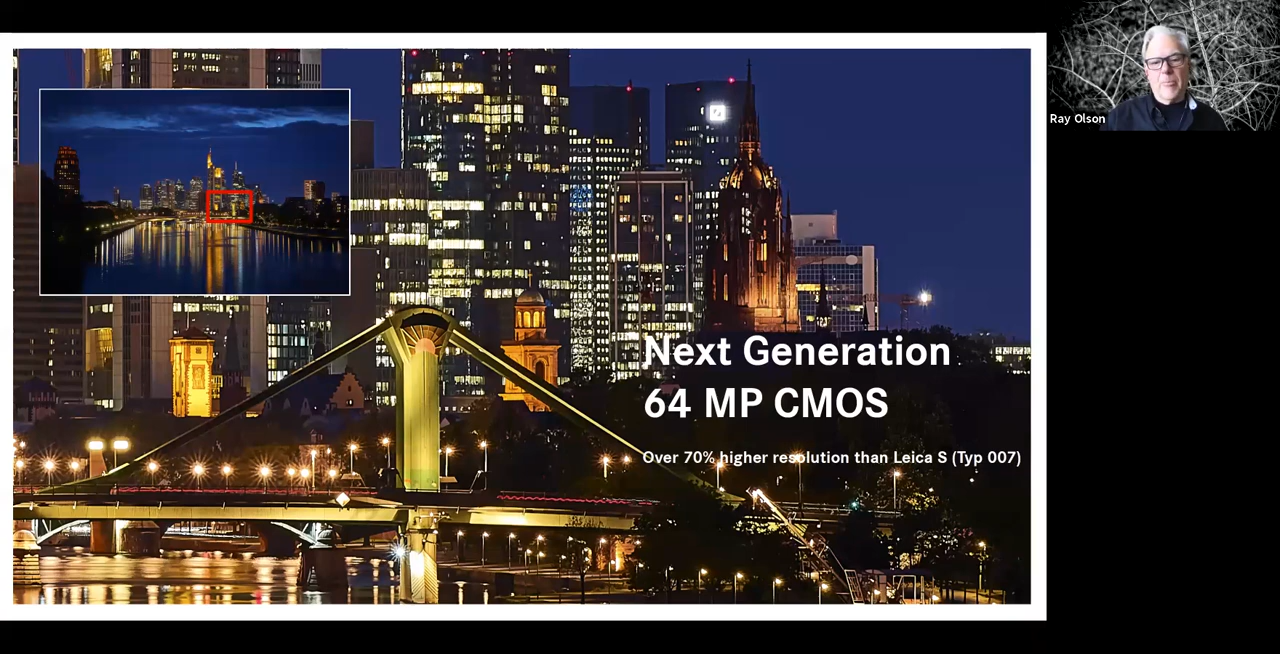 Ray Olson
Next Generation
64 MP CMOS
Over 70% higher resolution than Leica S (Typ 007)